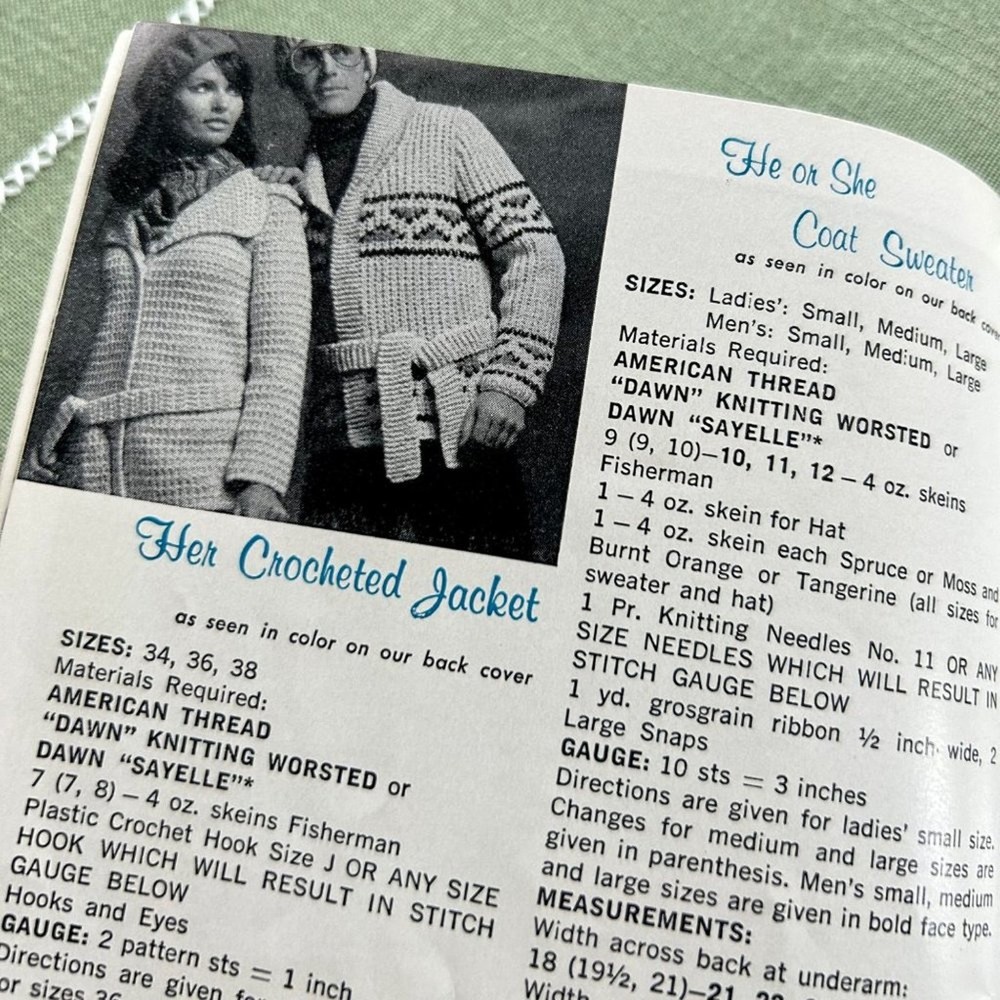 Her Crocheted Jacket
as seen in color on our back cover
SIZES: 34, 36, 38
Materials Required:
AMERICAN THREAD
“DAWN” KNITTING WORSTED or
DAWN “SAYELLE”*
7 (7, 8) – 4 oz. skeins Fisherman
Plastic Crochet Hook Size J OR ANY SIZE
HOOK WHICH WILL RESULT IN STITCH
GAUGE BELOW
Hooks and Eyes
GAUGE: 2 pattern sts = 1 inch
Directions are given for
or sizes 36
He or She
Coat Sweater
as seen in color on our back cover
SIZES: Ladies’: Small, Medium, Large
Men’s: Small, Medium, Large
Materials Required:
AMERICAN THREAD
“DAWN” KNITTING WORSTED or
DAWN “SAYELLE”*
9 (9, 10)–10, 11, 12 – 4 oz. skeins
Fisherman
1 – 4 oz. skein for Hat
1 – 4 oz. skein each Spruce or Moss and
Burnt Orange or Tangerine (all sizes for
sweater and hat)
1 Pr. Knitting Needles No. 11 OR ANY
SIZE NEEDLES WHICH WILL RESULT IN
STITCH GAUGE BELOW
1 yd. grosgrain ribbon ½ inch wide, 2
Large Snaps
GAUGE: 10 sts = 3 inches
Directions are given for ladies’ small size.
Changes for medium and large sizes are
given in parenthesis. Men’s small, medium
and large sizes are given in bold face type.
MEASUREMENTS:
Width across back at underarm:
18 (19½, 21)–21,
Width